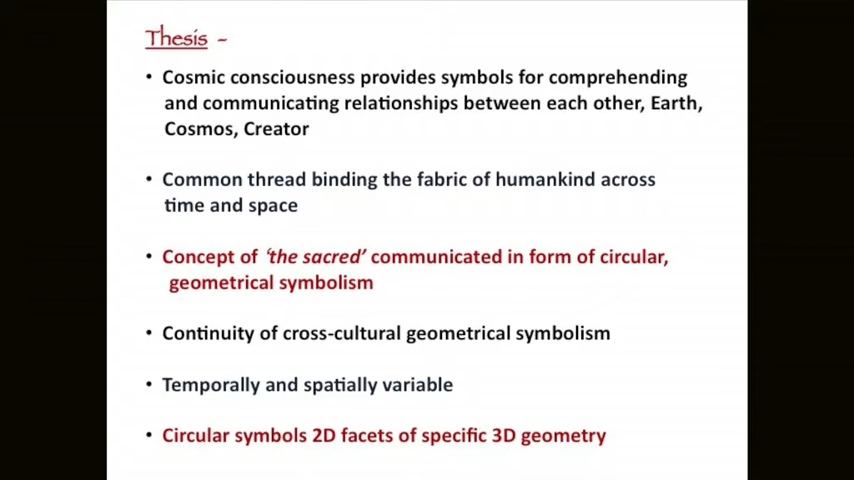 Thesis -
• Cosmic consciousness provides symbols for comprehending
and communicating relationships between each other, Earth,
Cosmos, Creator
• Common thread binding the fabric of humankind across
time and space
• Concept of ‘the sacred’ communicated in form of circular,
geometrical symbolism
• Continuity of cross-cultural geometrical symbolism
• Temporally and spatially variable
• Circular symbols 2D facets of specific 3D geometry